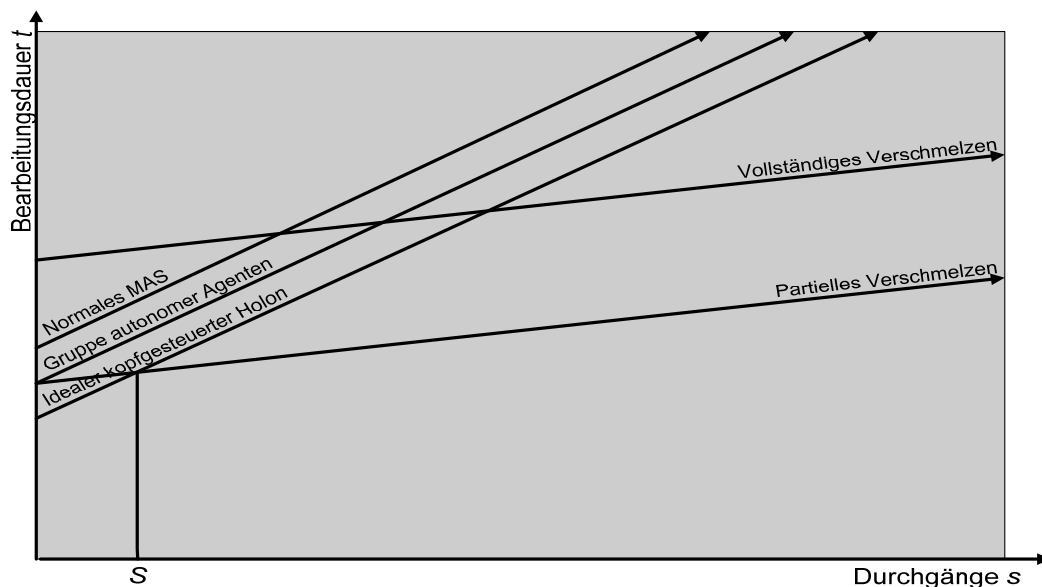 Bearbeitungsdauer t
Vollständiges Verschmelzen
Normales MAS
Gruppe autonomer Agenten
Idealer kopfgesteuerter Holon
Partielles Verschmelzen
S
Durchgänge s